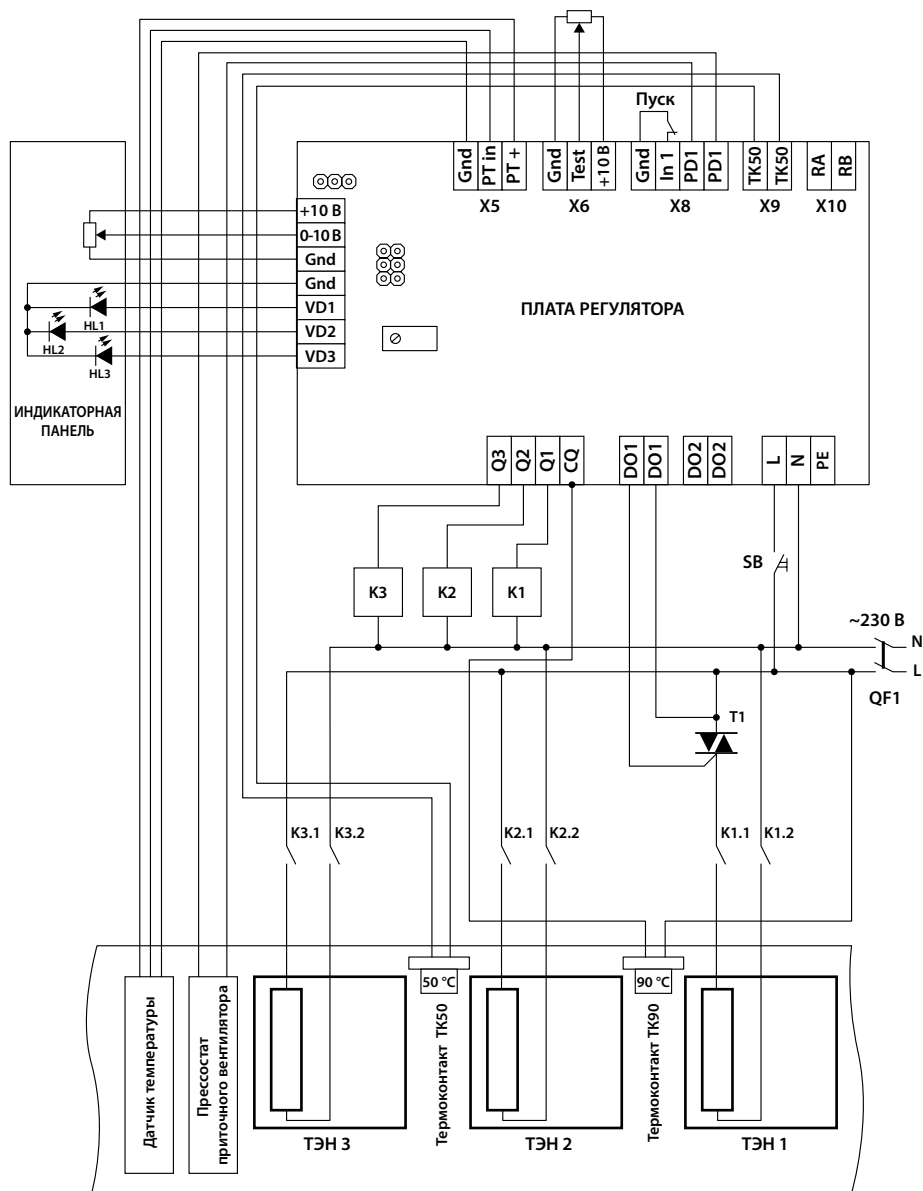 Пуск
Gnd
PT in
PT +
Gnd
Test
+10 В
Gnd
In 1
PD1
PD1
TK50
TK50
RA
RB
X5
X6
X8
X9
X10
+10 В
0-10 В
Gnd
Gnd
VD1
VD2
VD3
HL1
HL2
HL3
ИНДИКАТОРНАЯ
ПАНЕЛЬ
ПЛАТА РЕГУЛЯТОРА
Q3
Q2
Q1
CQ
DO1
DO1
DO2
DO2
L
N
PE
SB
K3
K2
K1
~230 В
N
L
QF1
T1
K3.1
K3.2
K2.1
K2.2
K1.1
K1.2
50 °C
90 °C
Датчик температуры
Прессостат
приточного вентилятора
Термоконтакт ТК50
Термоконтакт ТК90
ТЭН 3
ТЭН 2
ТЭН 1